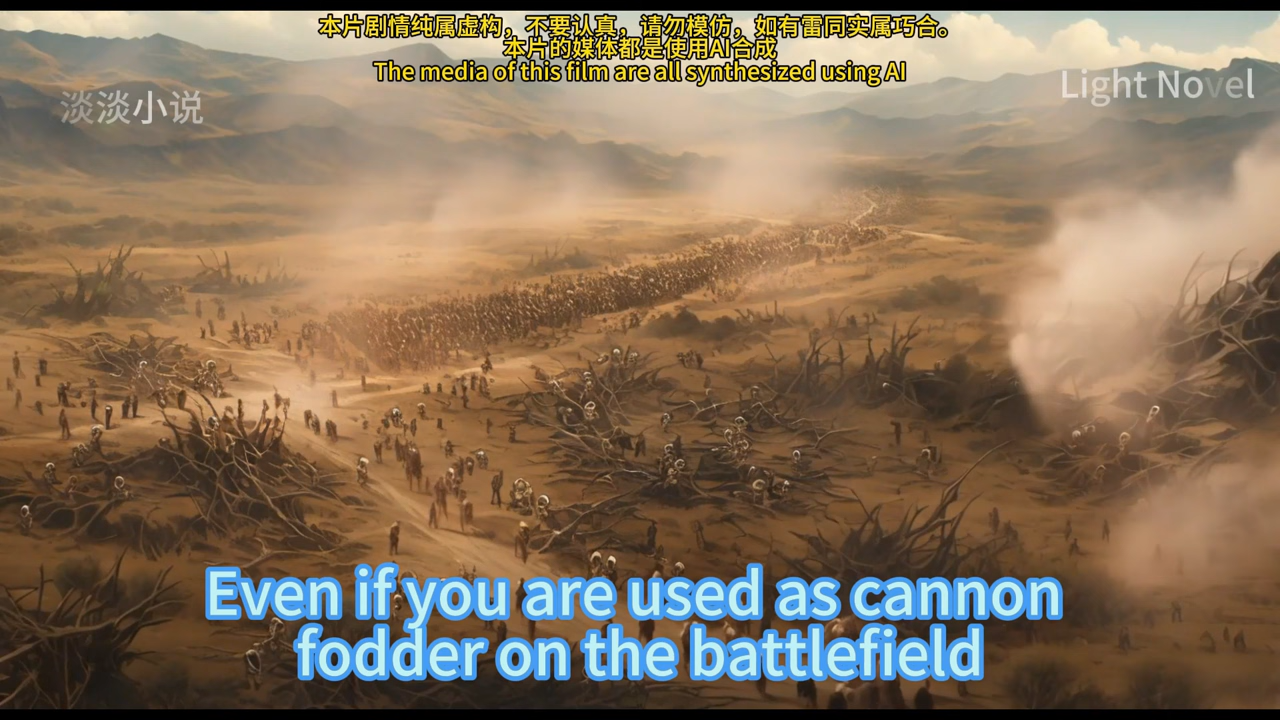 本片剧情纯属虚构，不要认真，请勿模仿，如有雷同实属巧合。
本片的媒体都是使用AI合成
The media of this film are all synthesized using AI
淡淡小说
Light Novel
Even if you are used as cannon
fodder on the battlefield